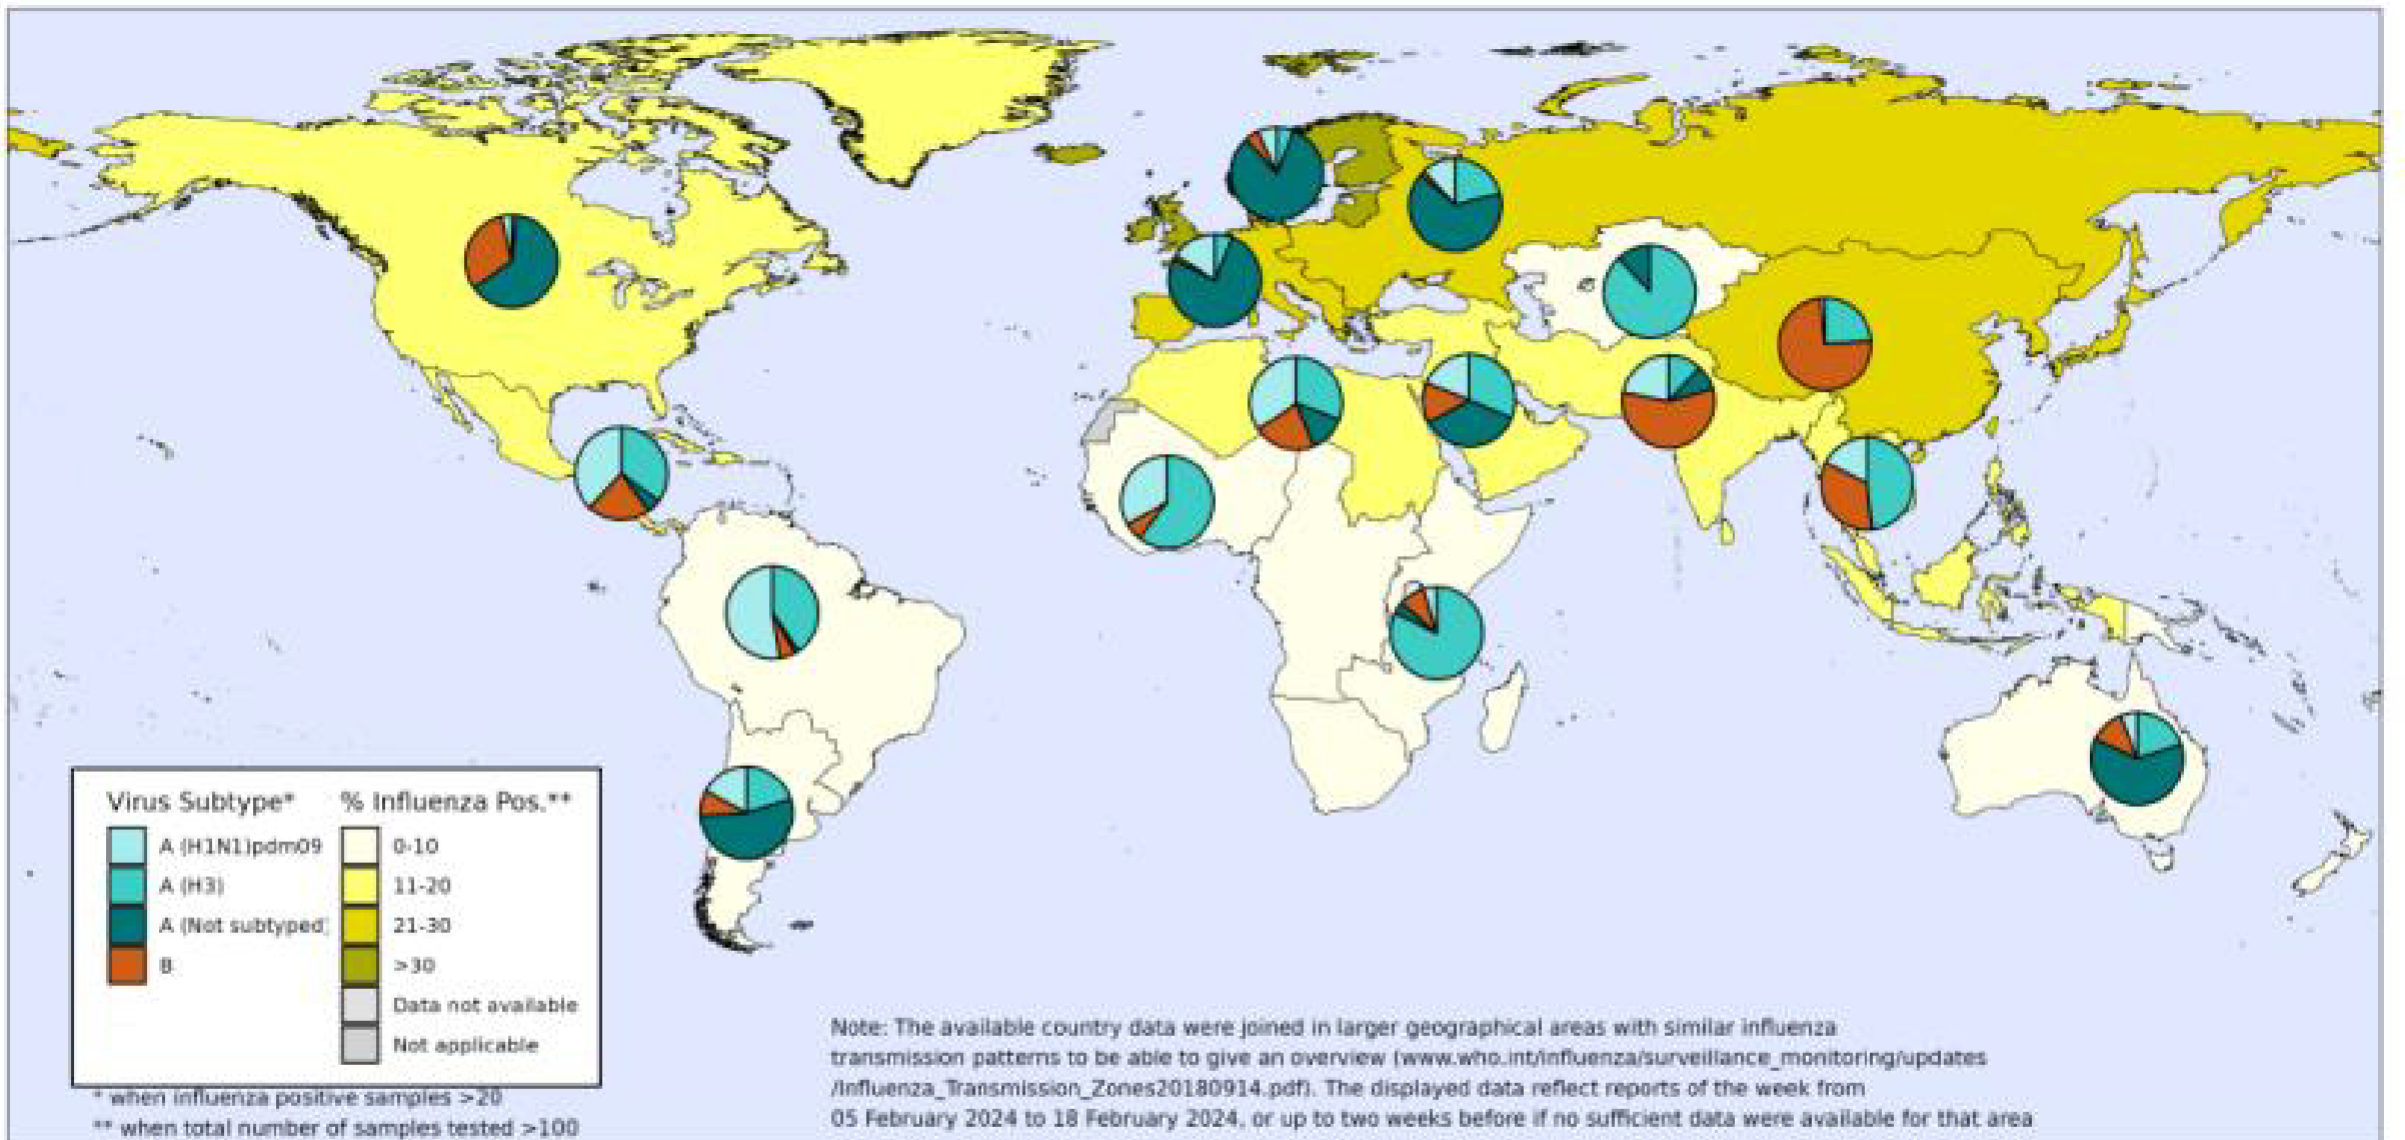 Virus Subtype*
A (H1N1)pdm09
A (H3)
A (Not subtyped)
B
% Influenza Pos.**
0-10
11-20
21-30
>30
Data not available
Not applicable
* when influenza positive samples >20
** when total number of samples tested >100
Note: The available country data were joined in larger geographical areas with similar influenza
transmission patterns to be able to give an overview (www.who.int/influenza/surveillance_monitoring/updates
/Influenza_Transmission_Zones20180914.pdf). The displayed data reflect reports of the week from
05 February 2024 to 18 February 2024, or up to two weeks before if no sufficient data were available for that area